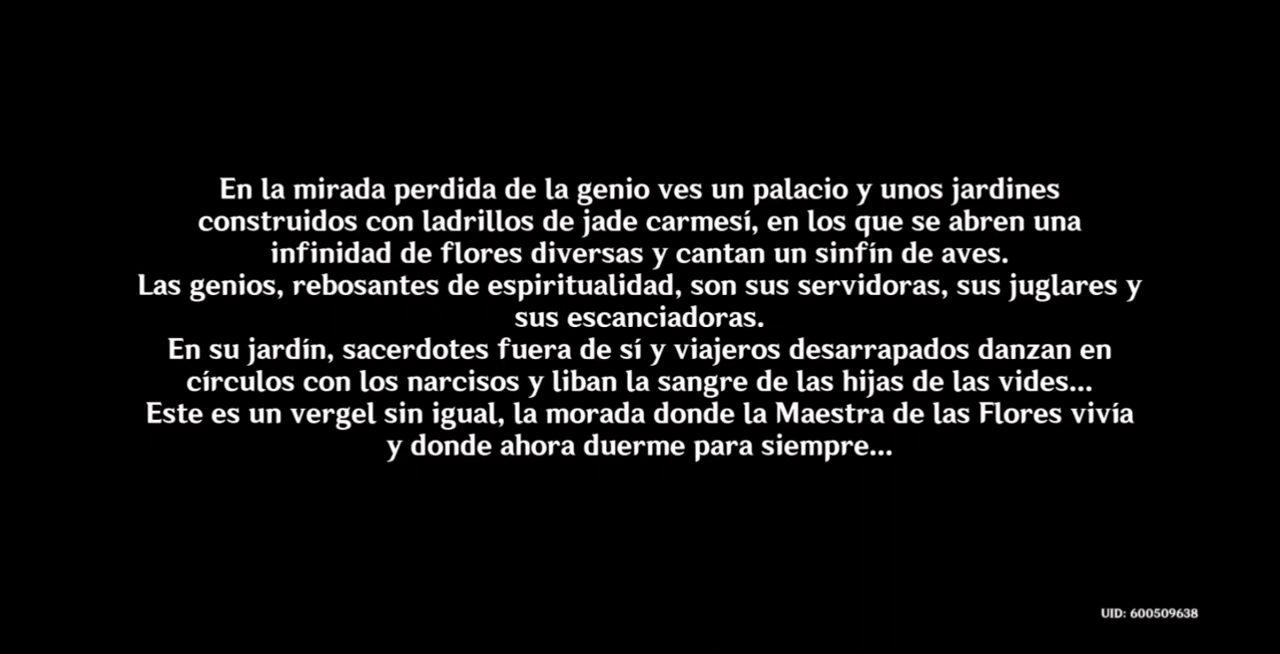 En la mirada perdida de la genio ves un palacio y unos jardines
construidos con ladrillos de jade carmesí, en los que se abren una
infinidad de flores diversas y cantan un sinfín de aves.
Las genios, rebosantes de espiritualidad, son sus servidoras, sus juglares y
sus escanciadoras.
En su jardín, sacerdotes fuera de sí y viajeros desarrapados danzan en
círculos con los narcisos y liban la sangre de las hijas de las vides...
Este es un vergel sin igual, la morada donde la Maestra de las Flores vivía
y donde ahora duerme para siempre...
UID: 600509638